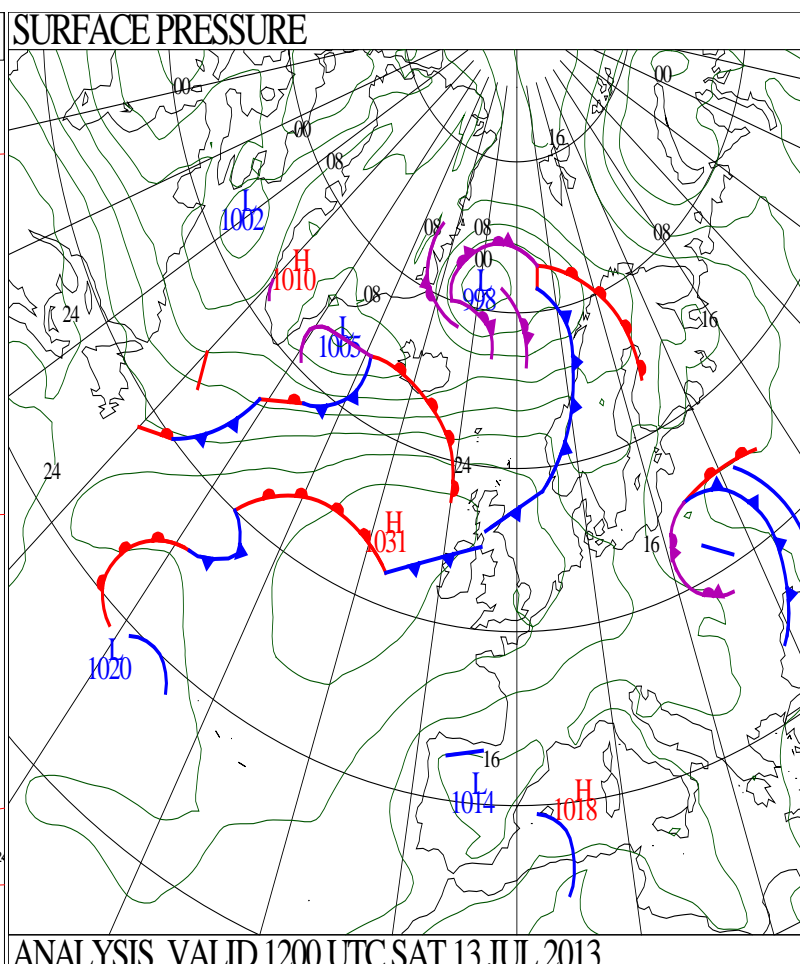 SURFACE PRESSURE
00
00
00
16
08
L
1002
08
08
08
H
1010
00
L
998
08
24
L
1005
16
24
24
H
1031
16
L
1020
16
L
1014
H
1018
ANALYSIS VALID 1200 UTC SAT 13 JUL 2013